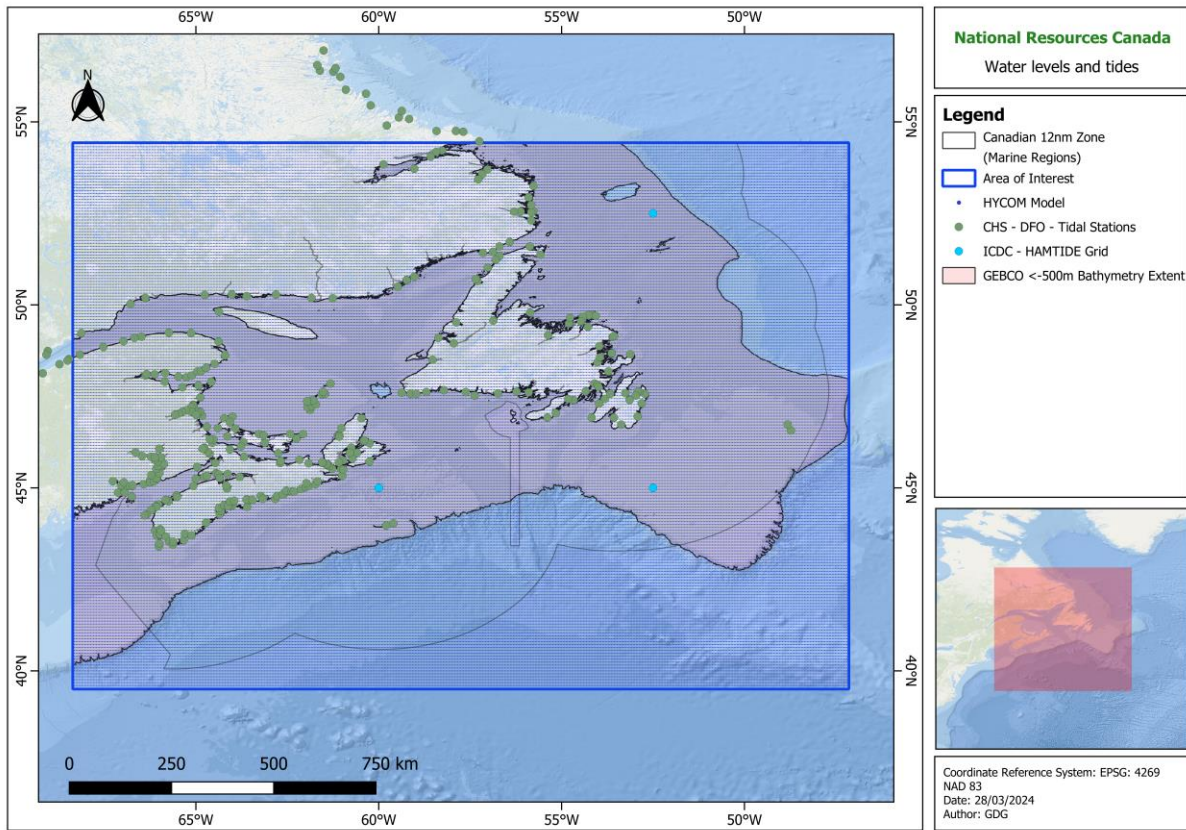 65°W 60°W 55°W 50°W
N
55°N 55°N
50°N 50°N
45°N 45°N
40°N 40°N
0 250 500 750 km
65°W 60°W 55°W 50°W
National Resources Canada
Water levels and tides
Legend
Canadian 12nm Zone
(Marine Regions)
Area of Interest
HYCOM Model
CHS - DFO - Tidal Stations
ICDC - HAMTIDE Grid
GEBCO <-500m Bathymetry Extent
Coordinate Reference System: EPSG: 4269
NAD 83
Date: 28/03/2024
Author: GDG